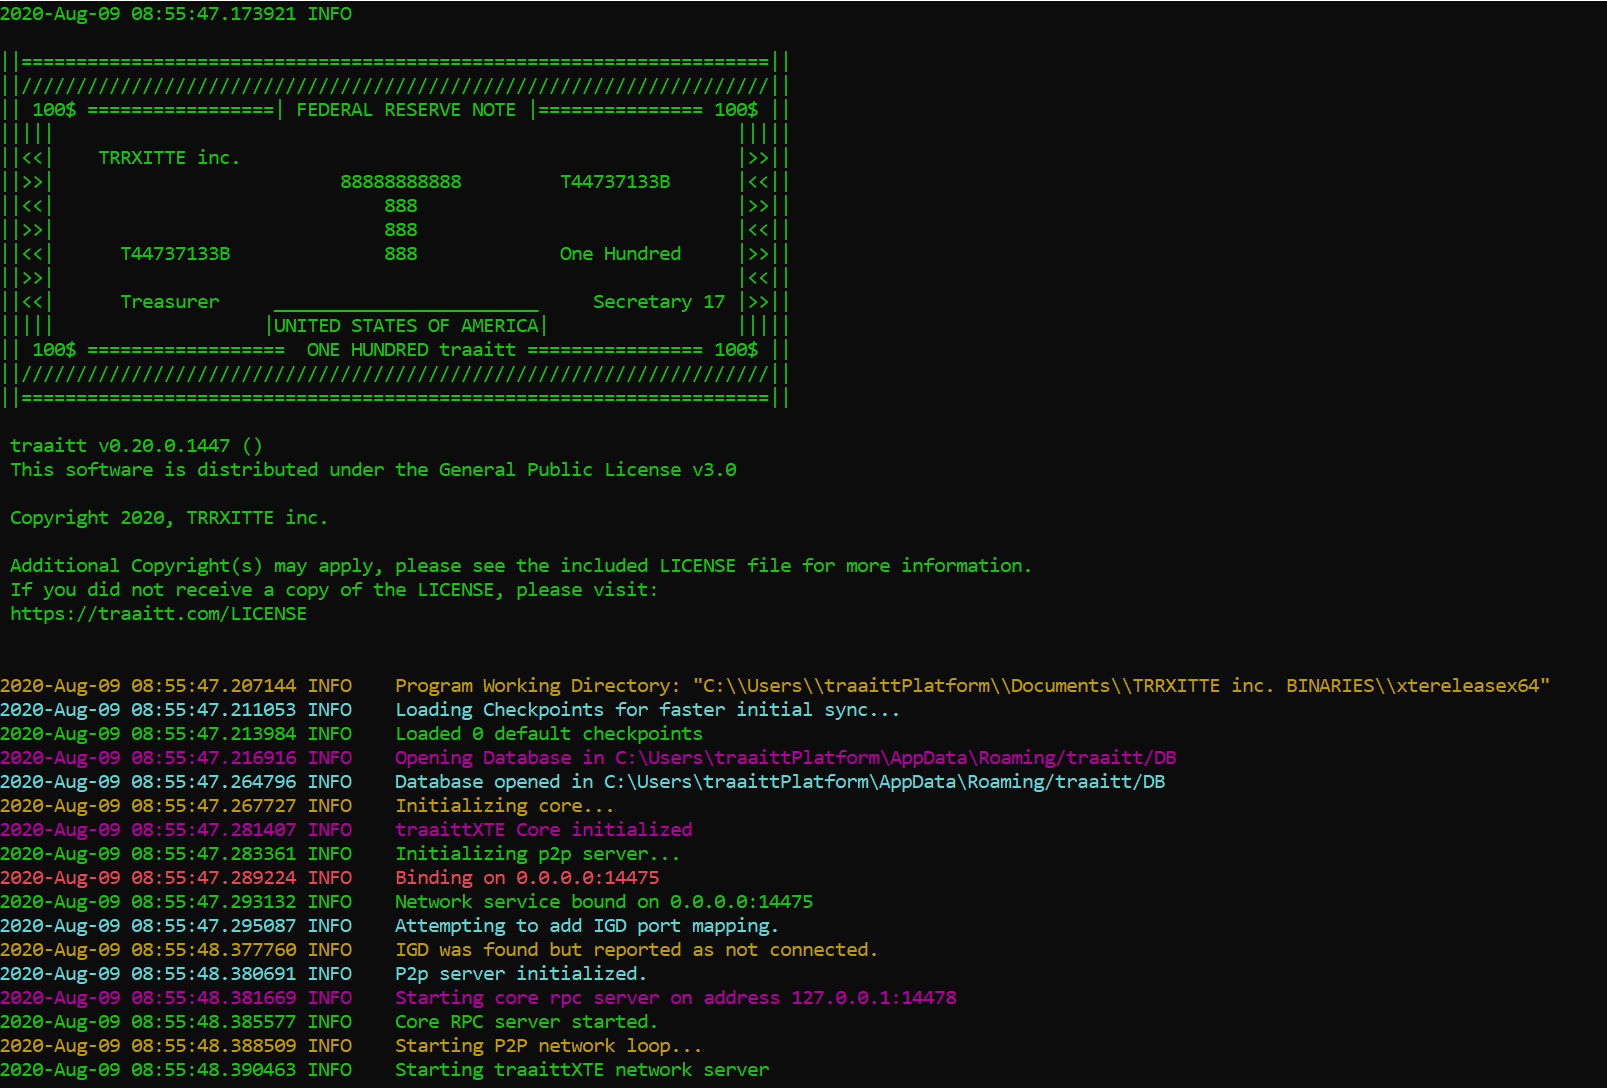 2020-Aug-09 08:55:47.173921 INFO
||====================================================================||
||////////////////////////////////////////////////////////////////////||
|| 100$ =================| FEDERAL RESERVE NOTE |=============== 100$ ||
|||||                                                              |||||
||<<|    TRRXITTE inc.                                             |>>||
||>>|                          88888888888         T44737133B      |<<||
||<<|                              888                             |>>||
||>>|                              888                             |<<||
||<<|      T44737133B              888             One Hundred     |>>||
||>>|                                                              |<<||
||<<|      Treasurer     ________________________     Secretary 17 |>>||
|||||                   |UNITED STATES OF AMERICA|                 |||||
|| 100$ ==================  ONE HUNDRED traaitt ================ 100$ ||
||////////////////////////////////////////////////////////////////////||
||====================================================================||
traaitt v0.20.0.1447 ()
This software is distributed under the General Public License v3.0
Copyright 2020, TRRXITTE inc.
Additional Copyright(s) may apply, please see the included LICENSE file for more information.
If you did not receive a copy of the LICENSE, please visit:
https://traaitt.com/LICENSE
2020-Aug-09 08:55:47.207144 INFO    Program Working Directory: "C:\\Users\\traaittPlatform\\Documents\\TRRXITTE inc. BINARIES\\xtereleasex64"
2020-Aug-09 08:55:47.211053 INFO    Loading Checkpoints for faster initial sync...
2020-Aug-09 08:55:47.213984 INFO    Loaded 0 default checkpoints
2020-Aug-09 08:55:47.216916 INFO    Opening Database in C:\Users\traaittPlatform\AppData\Roaming/traaitt/DB
2020-Aug-09 08:55:47.264796 INFO    Database opened in C:\Users\traaittPlatform\AppData\Roaming/traaitt/DB
2020-Aug-09 08:55:47.267727 INFO    Initializing core...
2020-Aug-09 08:55:47.281407 INFO    traaittXTE Core initialized
2020-Aug-09 08:55:47.283361 INFO    Initializing p2p server...
2020-Aug-09 08:55:47.289224 INFO    Binding on 0.0.0.0:14475
2020-Aug-09 08:55:47.293132 INFO    Network service bound on 0.0.0.0:14475
2020-Aug-09 08:55:47.295087 INFO    Attempting to add IGD port mapping.
2020-Aug-09 08:55:48.377760 INFO    IGD was found but reported as not connected.
2020-Aug-09 08:55:48.380691 INFO    P2p server initialized.
2020-Aug-09 08:55:48.381669 INFO    Starting core rpc server on address 127.0.0.1:14478
2020-Aug-09 08:55:48.385577 INFO    Core RPC server started.
2020-Aug-09 08:55:48.388509 INFO    Starting P2P network loop...
2020-Aug-09 08:55:48.390463 INFO    Starting traaittXTE network server